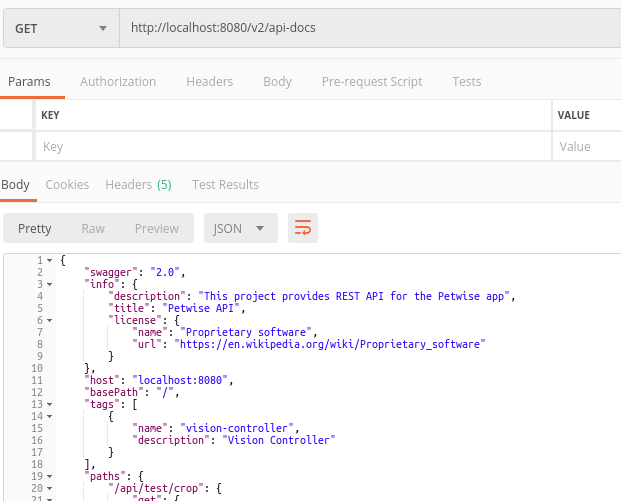 GET http://localhost:8080/v2/api-docs
Params Authorization Headers Body Pre-request Script Tests
KEY VALUE
Key Value
Body Cookies Headers (5) Test Results
Pretty Raw Preview JSON
1 {
2 "swagger": "2.0",
3 "info": {
4 "description": "This project provides REST API for the Petwise app",
5 "title": "Petwise API",
6 "license": {
7 "name": "Proprietary software",
8 "url": "https://en.wikipedia.org/wiki/Proprietary_software"
9 }
10 },
11 "host": "localhost:8080",
12 "basePath": "/",
13 "tags": [
14 {
15 "name": "vision-controller",
16 "description": "Vision Controller"
17 }
18 ],
19 "paths": {
20 "/api/test/crop": {
21 "get": {